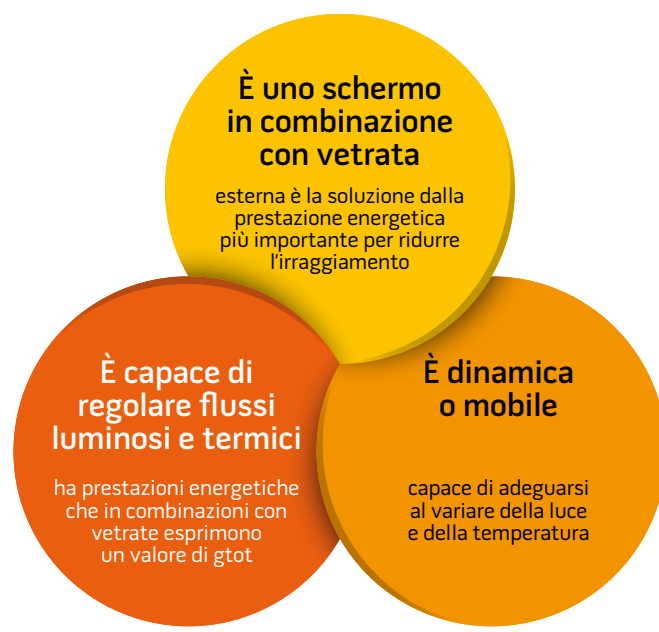 È uno schermo
in combinazione
con vetrata
esterna è la soluzione dalla
prestazione energetica
più importante per ridurre
l'irraggiamento
È capace di
regolare flussi
luminosi e termici
ha prestazioni energetiche
che in combinazioni con
vetrate esprimono
un valore di gtot
È dinamica
o mobile
capace di adeguarsi
al variare della luce
e della temperatura